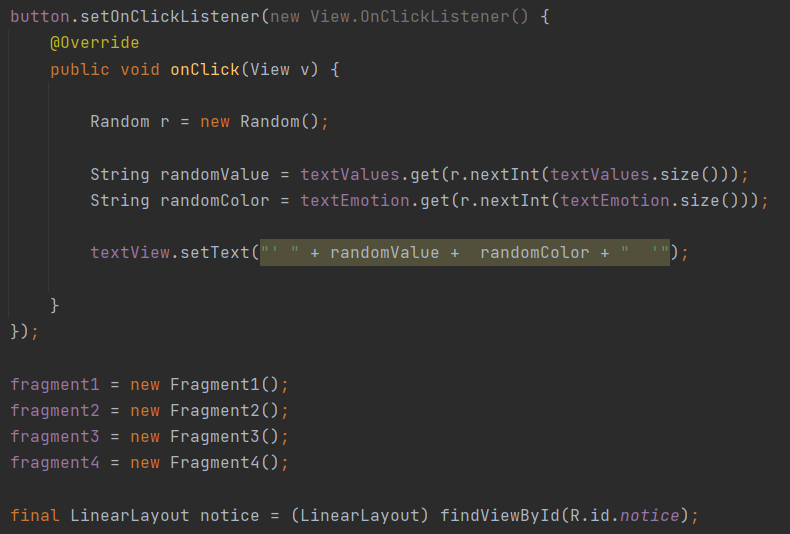 button.setOnClickListener(new View.OnClickListener() {
    @Override
    public void onClick(View v) {
        Random r = new Random();
        String randomValue = textValues.get(r.nextInt(textValues.size()));
        String randomColor = textEmotion.get(r.nextInt(textEmotion.size()));
        textView.setText("' " + randomValue +  randomColor + "  '");
    }
});
fragment1 = new Fragment1();
fragment2 = new Fragment2();
fragment3 = new Fragment3();
fragment4 = new Fragment4();
final LinearLayout notice = (LinearLayout) findViewById(R.id.notice);